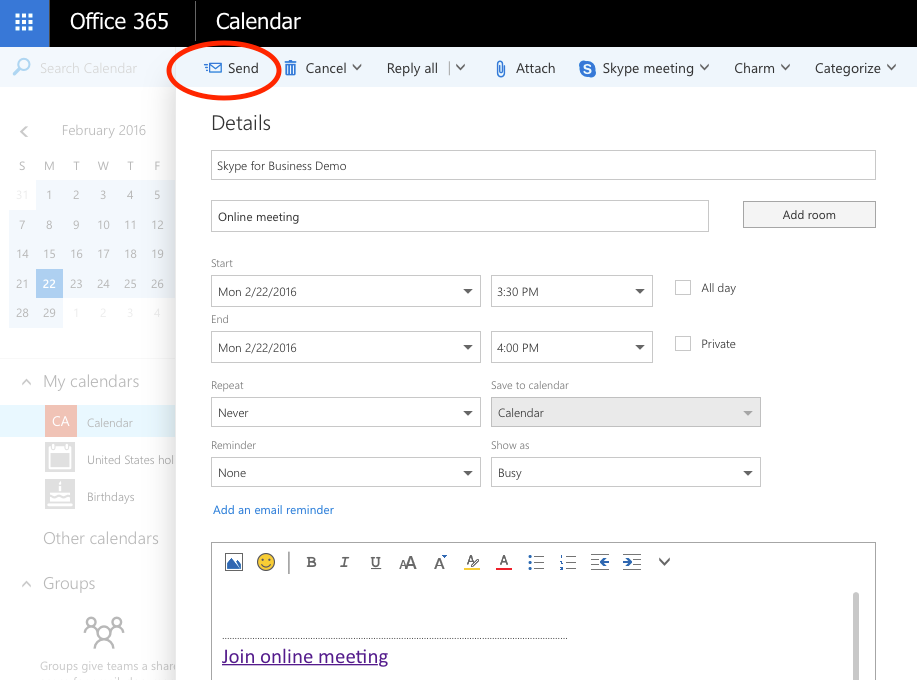 Office 365 Calendar
Search Calendar Send Cancel Reply all Attach Skype meeting Charm Categorize
Details
February 2016
S M T W T F
31 1 2 3 4 5
7 8 9 10 11 12
14 15 16 17 18 19
21 22 23 24 25 26
28 29 1 2 3 4
My calendars
CA Calendar
United States hol
Birthdays
Other calendars
Groups
Groups give teams a share
Skype for Business Demo
Online meeting Add room
Start
Mon 2/22/2016 3:30 PM All day
End
Mon 2/22/2016 4:00 PM Private
Repeat Save to calendar
Never Calendar
Reminder Show as
None Busy
Add an email reminder
B I U AA A A A
Join online meeting